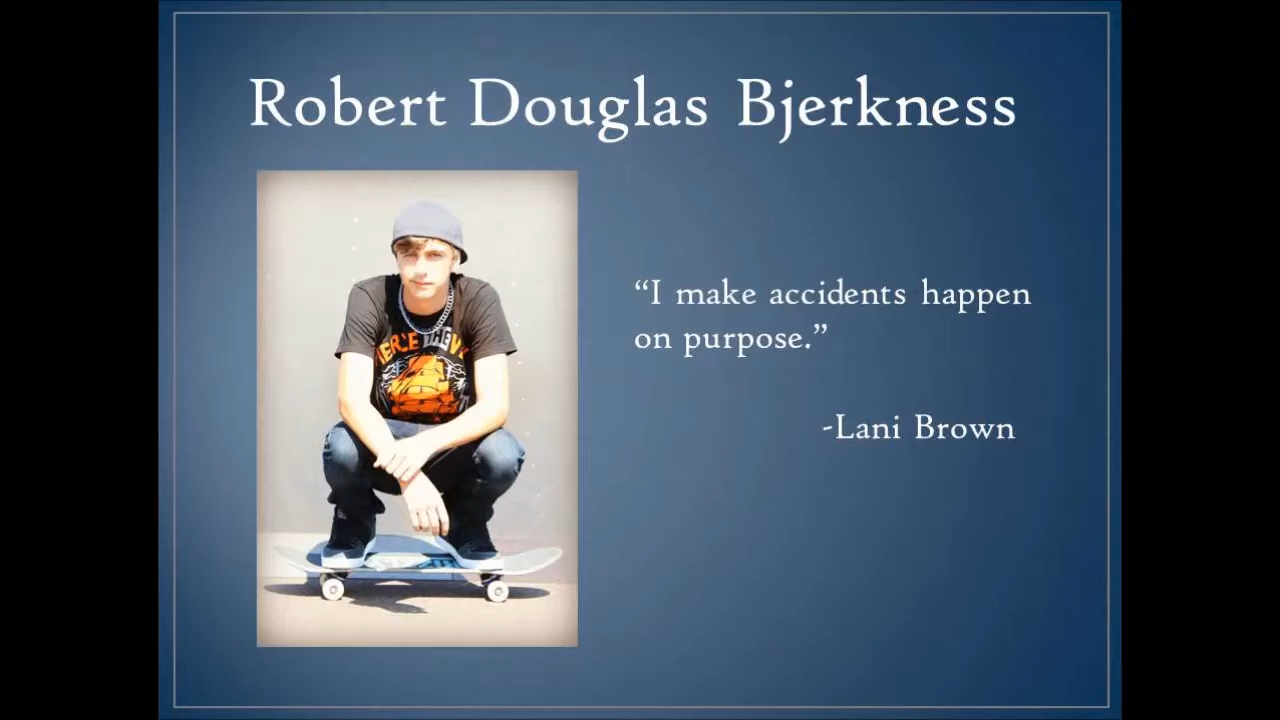 Robert Douglas Bjerkness
“I make accidents happen
on purpose.”
-Lani Brown